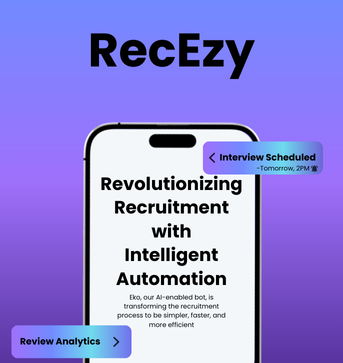 RecEzy
Interview Scheduled
-Tomorrow, 2PM
Revolutionizing
Recruitment
with
Intelligent
Automation
Eko, our AI-enabled bot, is
transforming the recruitment
process to be simpler, faster, and
more efficient
Review Analytics